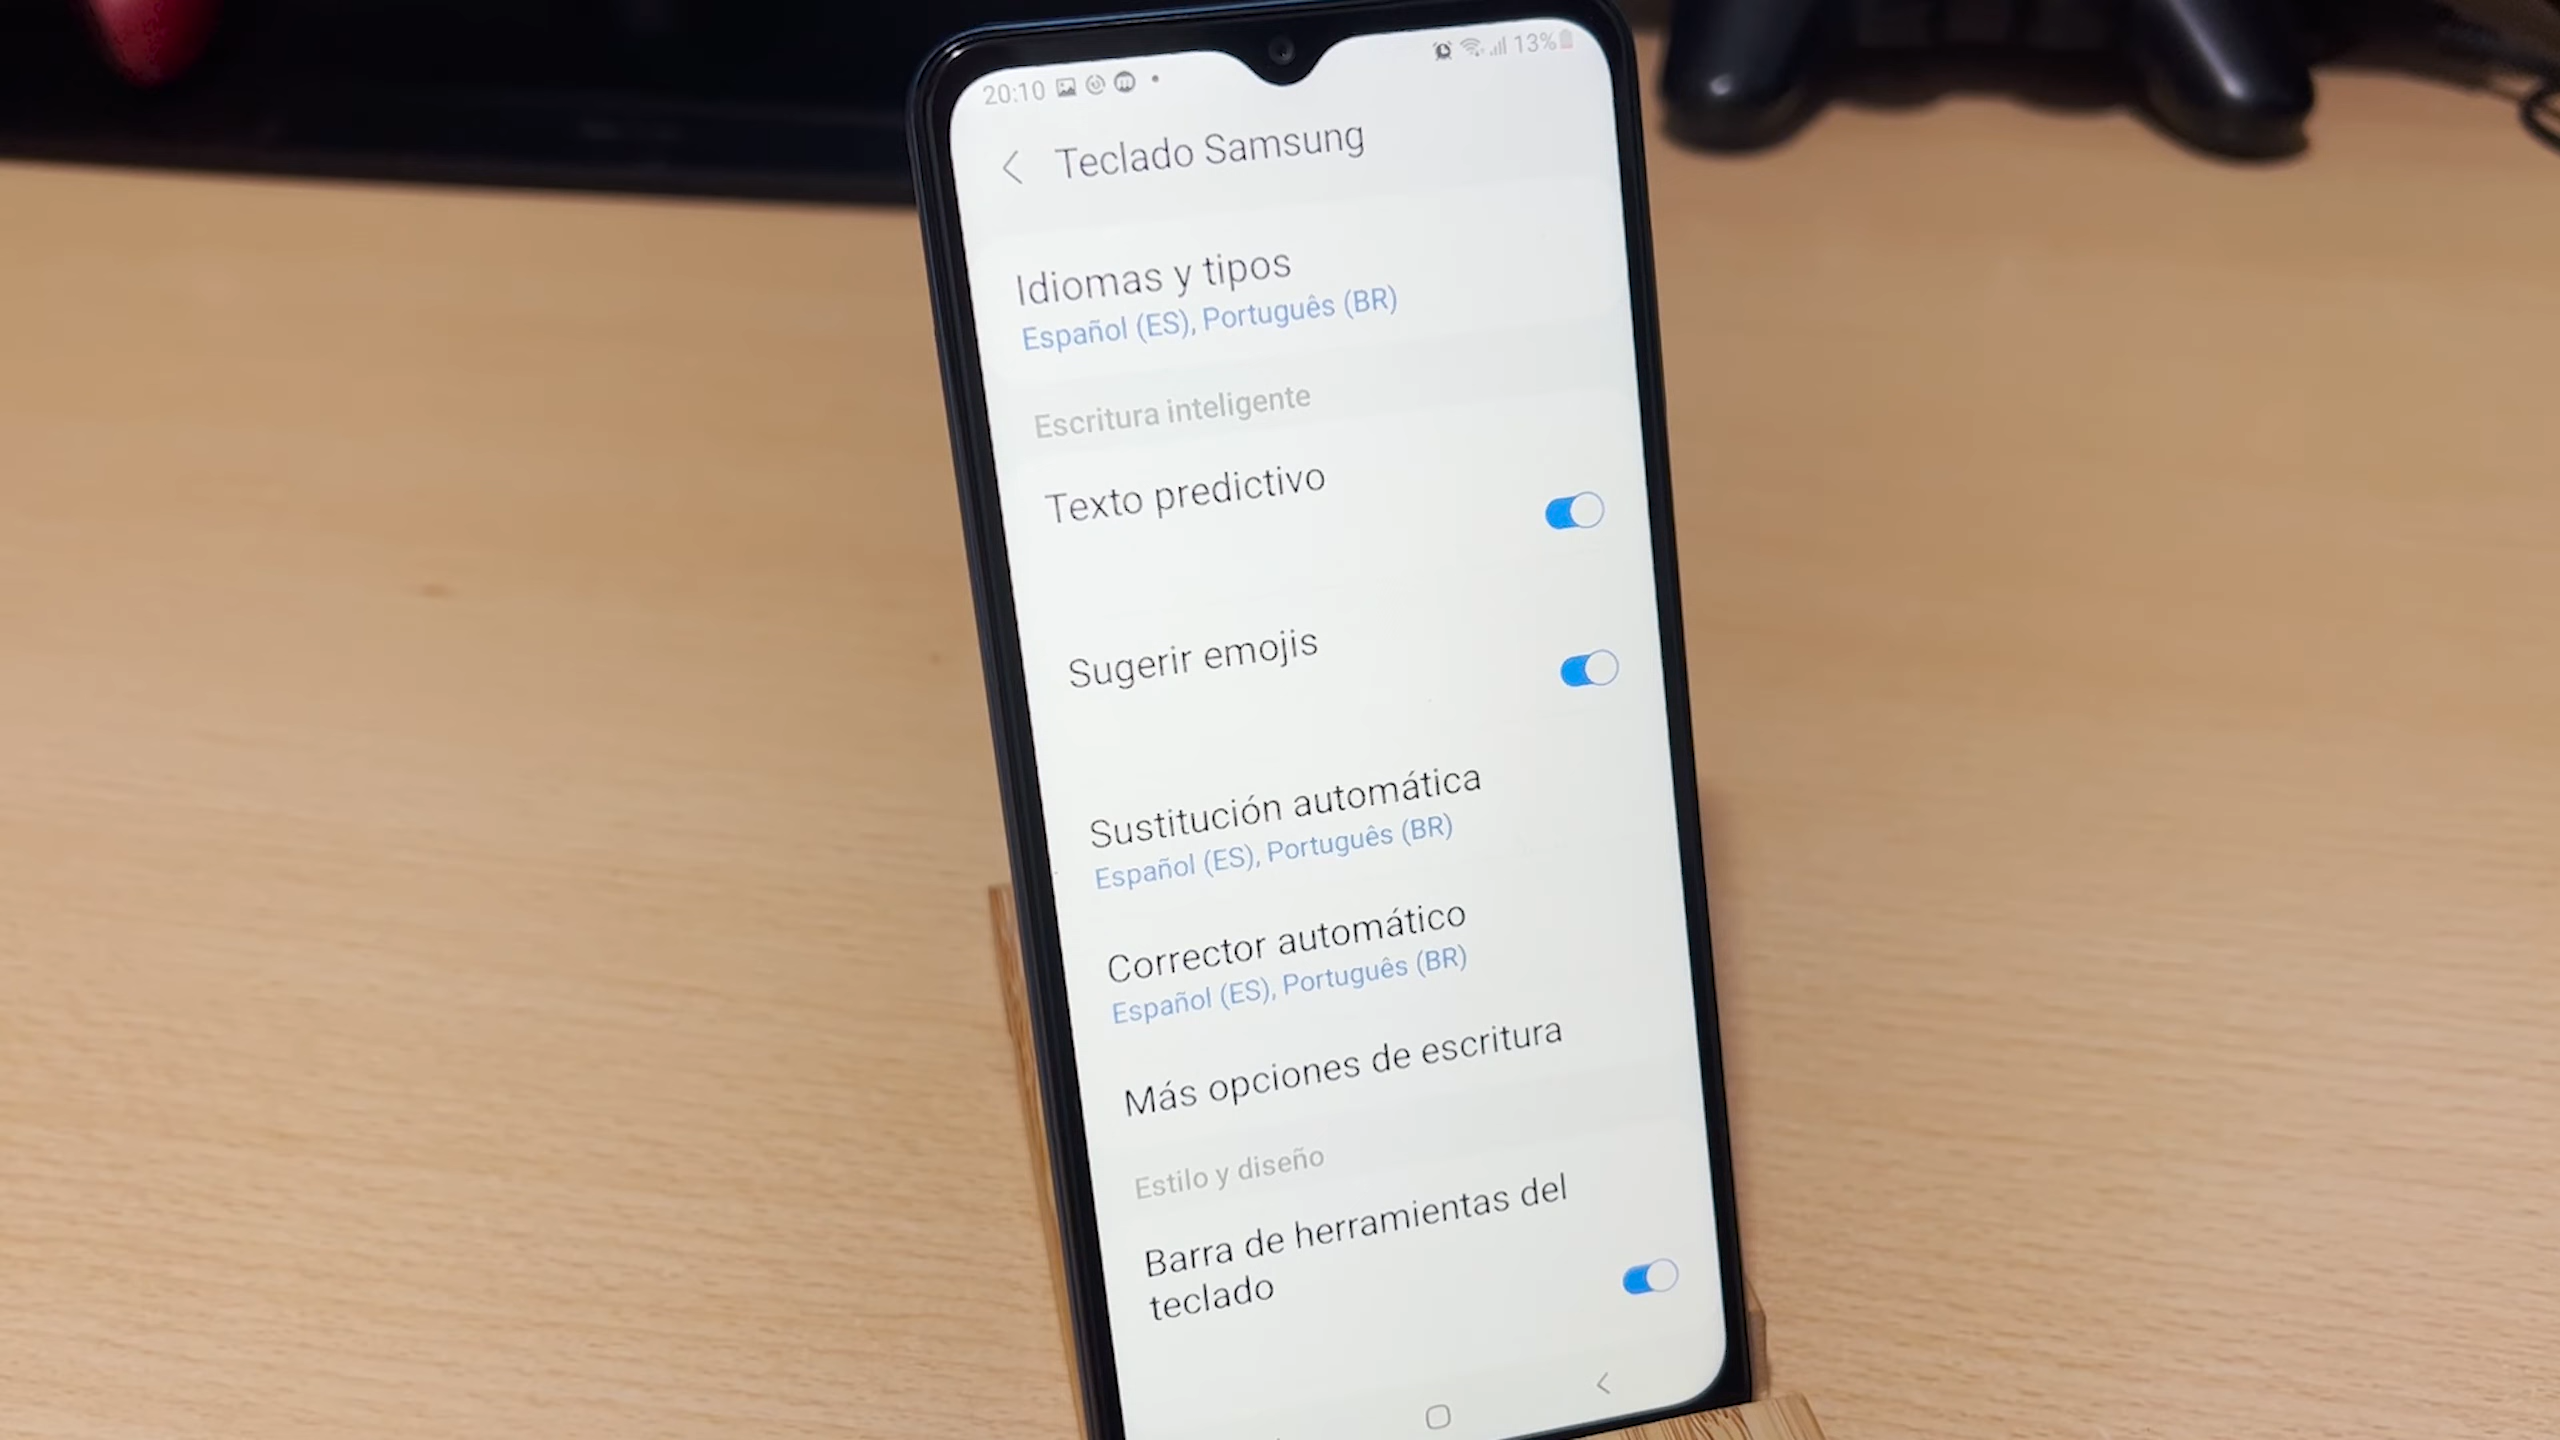 20:10 13%
Teclado Samsung
Idiomas y tipos
Español (ES), Português (BR)
Escritura inteligente
Texto predictivo
Sugerir emojis
Sustitución automática
Español (ES), Português (BR)
Corrector automático
Español (ES), Português (BR)
Más opciones de escritura
Estilo y diseño
Barra de herramientas del
teclado